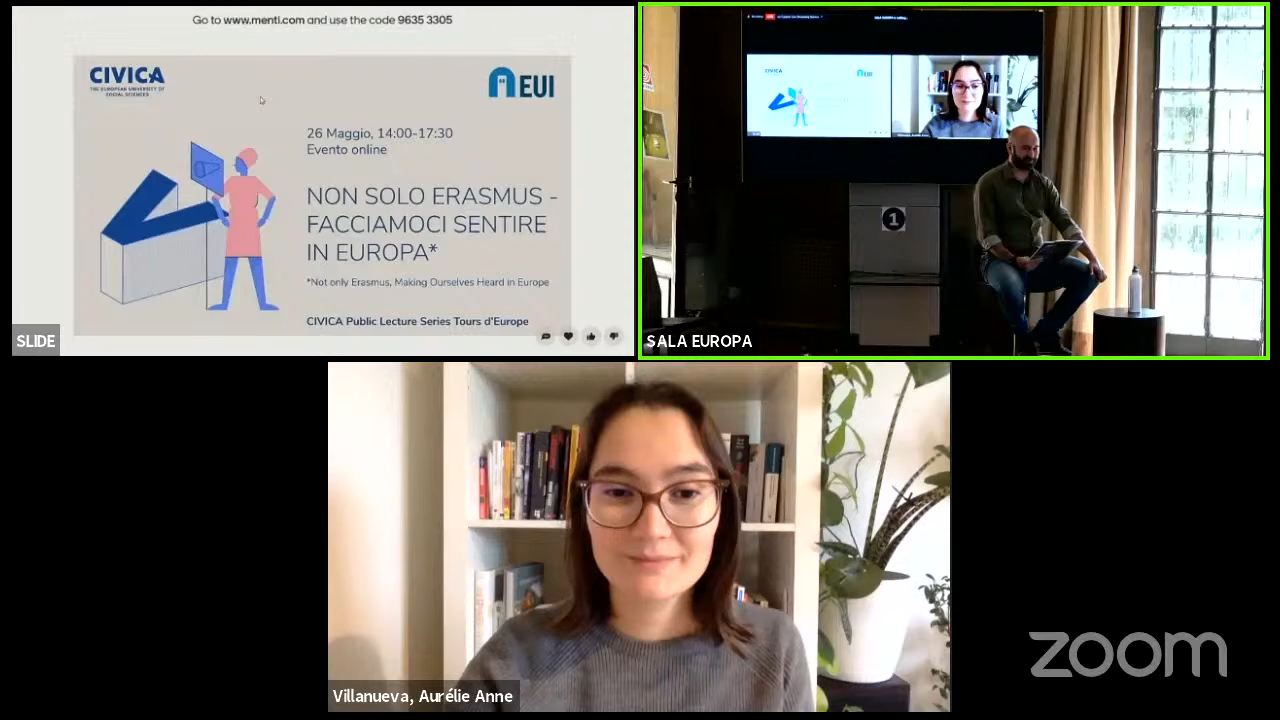 Go to www.menti.com and use the code 9635 3305
CIVICA
THE EUROPEAN UNIVERSITY OF
SOCIAL SCIENCES
EUI
26 Maggio, 14:00-17:30
Evento online
NON SOLO ERASMUS -
FACCIAMOCI SENTIRE
IN EUROPA*
*Not only Erasmus, Making Ourselves Heard in Europe
CIVICA Public Lecture Series Tours d'Europe
SLIDE
CIVICA
EUI
1
SALA EUROPA
Villanueva, Aurélie Anne
zoom